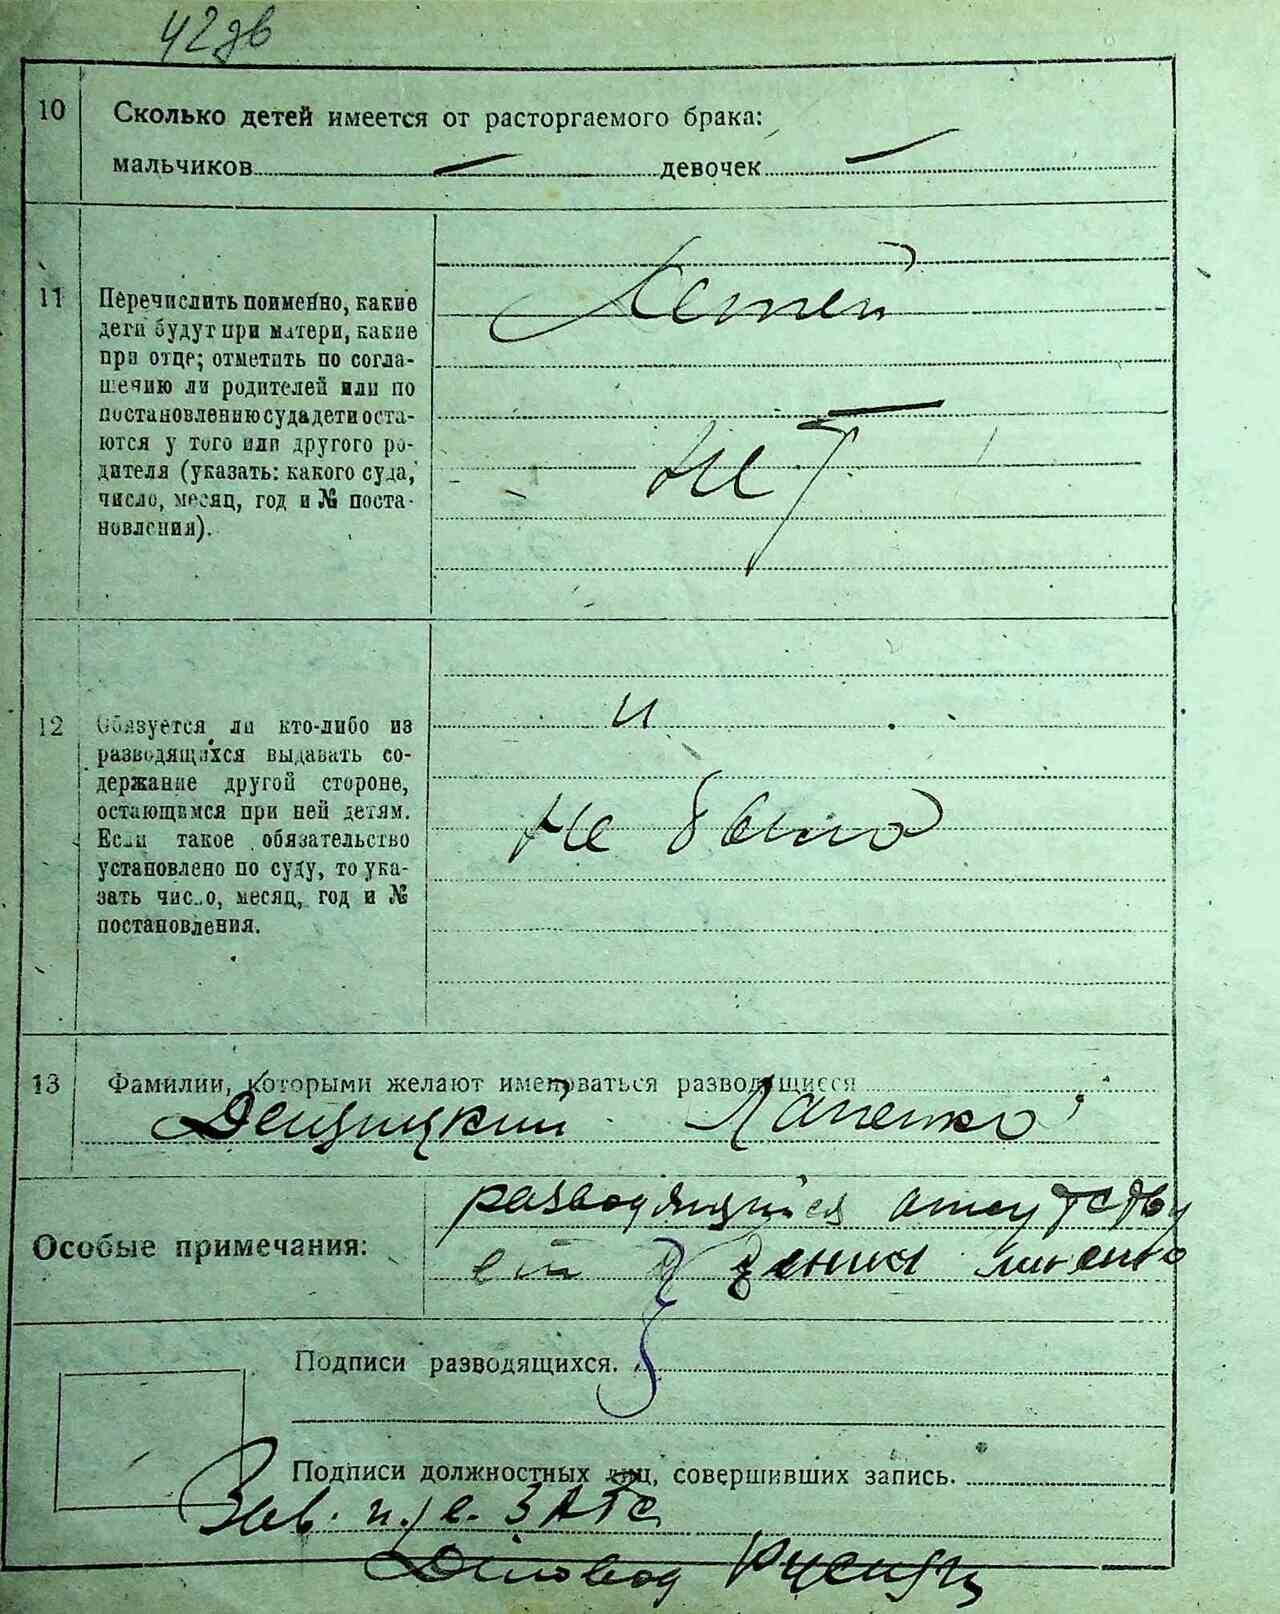 10 Сколько детей имеется от расторгаемого брака:
мальчиков — девочек —
11 Перечислить поименно, какие
дети будут при матери, какие
при отце; отметить по согла-
шению ли родителей или по
постановлению суда дети оста-
ются у того или другого ро-
дителя (указать: какого суда,
число, месяц, год и № поста-
новления).
Детей
нет
12 Обязуется ли кто-либо из
разводящихся выдавать со-
держание другой стороне,
остающимся при ней детям.
Если такое обязательство
установлено по суду, то ука-
зать число, месяц, год и №
постановления.
и
не было
13 Фамилии, которыми желают именоваться разводящиеся
Лапенко
Особые примечания:
разводящийся отсутству
ет
Подписи разводящихся.
Подписи должностных лиц, совершивших запись.
Зав. п/в. ЗАГС
Діловод